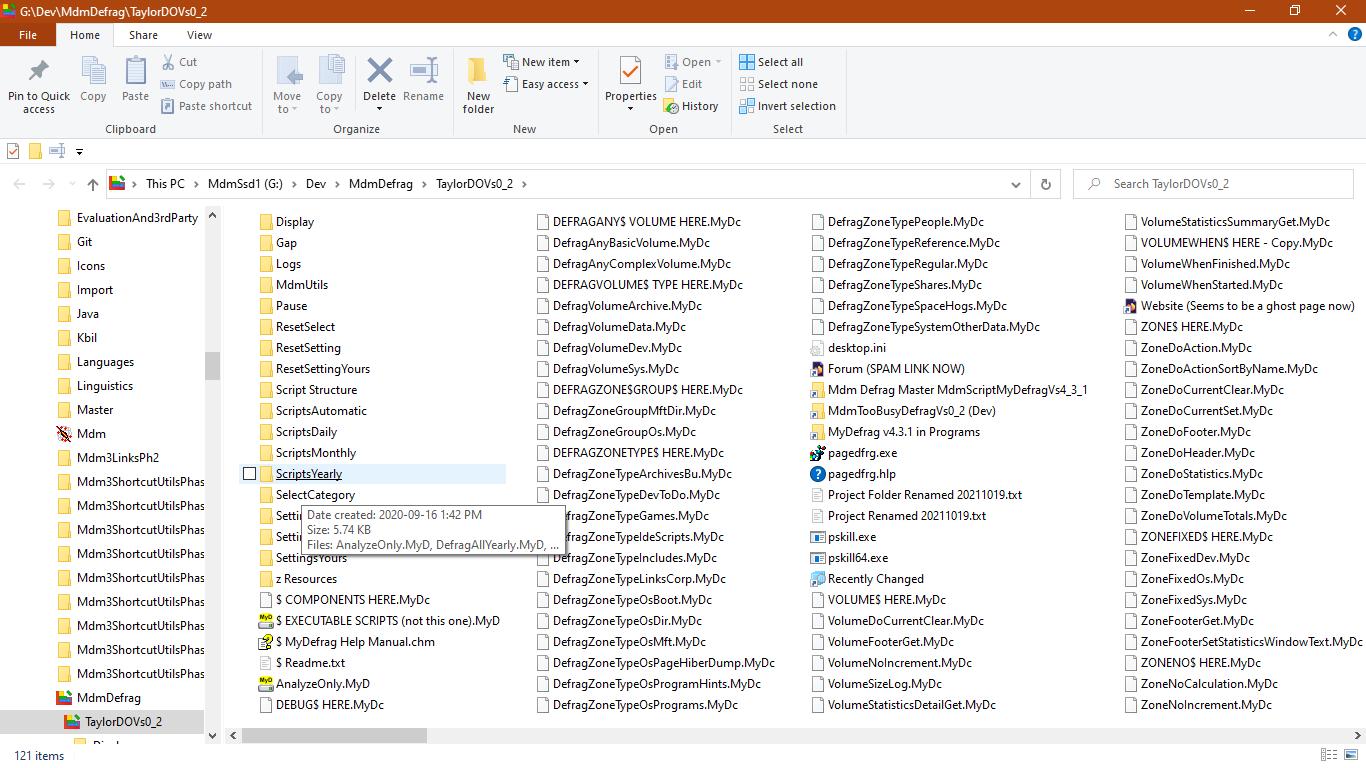 G:\Dev\MdmDefrag\TaylorDOVs0_2
File Home Share View
Pin to Quick access
Copy
Paste
Cut
Copy path
Paste shortcut
Clipboard
Move to
Copy to
Delete
Rename
Organize
New folder
New item
Easy access
New
Properties
Open
Edit
History
Open
Select all
Select none
Invert selection
Select
This PC > MdmSsd1 (G:) > Dev > MdmDefrag > TaylorDOVs0_2 >
Search TaylorDOVs0_2
EvaluationAnd3rdParty
Git
Icons
Import
Java
Kbil
Languages
Linguistics
Master
Mdm
Mdm3LinksPh2
Mdm3ShortcutUtilsPhas
Mdm3ShortcutUtilsPhas
Mdm3ShortcutUtilsPhas
Mdm3ShortcutUtilsPhas
Mdm3ShortcutUtilsPhas
Mdm3ShortcutUtilsPhas
Mdm3ShortcutUtilsPhas
Mdm3ShortcutUtilsPhas
Mdm3ShortcutUtilsPhas
MdmDefrag
TaylorDOVs0_2
Display
Gap
Logs
MdmUtils
Pause
ResetSelect
ResetSetting
ResetSettingYours
Script Structure
ScriptsAutomatic
ScriptsDaily
ScriptsMonthly
ScriptsYearly
SelectCategory
Date created: 2020-09-16 1:42 PM
Size: 5.74 KB
Files: AnalyzeOnly.MyD, DefragAllYearly.MyD, ...
SettingsYours
z Resources
$ COMPONENTS HERE.MyDc
$ EXECUTABLE SCRIPTS (not this one).MyD
$ MyDefrag Help Manual.chm
$ Readme.txt
AnalyzeOnly.MyD
DEBUG$ HERE.MyDc
DEFRAGANY$ VOLUME HERE.MyDc
DefragAnyBasicVolume.MyDc
DefragAnyComplexVolume.MyDc
DEFRAGVOLUME$ TYPE HERE.MyDc
DefragVolumeArchive.MyDc
DefragVolumeData.MyDc
DefragVolumeDev.MyDc
DefragVolumeSys.MyDc
DEFRAGZONE$GROUP$ HERE.MyDc
DefragZoneGroupMftDir.MyDc
DefragZoneGroupOs.MyDc
DEFRAGZONETYPE$ HERE.MyDc
DefragZoneTypeArchivesBu.MyDc
DefragZoneTypeDevToDo.MyDc
DefragZoneTypeGames.MyDc
DefragZoneTypeIdeScripts.MyDc
DefragZoneTypeIncludes.MyDc
DefragZoneTypeLinksCorp.MyDc
DefragZoneTypeOsBoot.MyDc
DefragZoneTypeOsDir.MyDc
DefragZoneTypeOsMft.MyDc
DefragZoneTypeOsPageHiberDump.MyDc
DefragZoneTypeOsProgramHints.MyDc
DefragZoneTypeOsPrograms.MyDc
DefragZoneTypePeople.MyDc
DefragZoneTypeReference.MyDc
DefragZoneTypeRegular.MyDc
DefragZoneTypeShares.MyDc
DefragZoneTypeSpaceHogs.MyDc
DefragZoneTypeSystemOtherData.MyDc
desktop.ini
Forum (SPAM LINK NOW)
Mdm Defrag Master MdmScriptMyDefragVs4_3_1
MdmTooBusyDefragVs0_2 (Dev)
MyDefrag v4.3.1 in Programs
pagedfrg.exe
pagedfrg.hlp
Project Folder Renamed 20211019.txt
Project Renamed 20211019.txt
pskill.exe
pskill64.exe
Recently Changed
VOLUME$ HERE.MyDc
VolumeDoCurrentClear.MyDc
VolumeFooterGet.MyDc
VolumeNoIncrement.MyDc
VolumeSizeLog.MyDc
VolumeStatisticsDetailGet.MyDc
VolumeStatisticsSummaryGet.MyDc
VOLUMEWHEN$ HERE - Copy.MyDc
VolumeWhenFinished.MyDc
VolumeWhenStarted.MyDc
Website (Seems to be a ghost page now)
ZONE$ HERE.MyDc
ZoneDoAction.MyDc
ZoneDoActionSortByName.MyDc
ZoneDoCurrentClear.MyDc
ZoneDoCurrentSet.MyDc
ZoneDoFooter.MyDc
ZoneDoHeader.MyDc
ZoneDoStatistics.MyDc
ZoneDoTemplate.MyDc
ZoneDoVolumeTotals.MyDc
ZONEFIXED$ HERE.MyDc
ZoneFixedDev.MyDc
ZoneFixedOs.MyDc
ZoneFixedSys.MyDc
ZoneFooterGet.MyDc
ZoneFooterSetStatisticsWindowText.MyDc
ZONENO$ HERE.MyDc
ZoneNoCalculation.MyDc
ZoneNoIncrement.MyDc
121 items